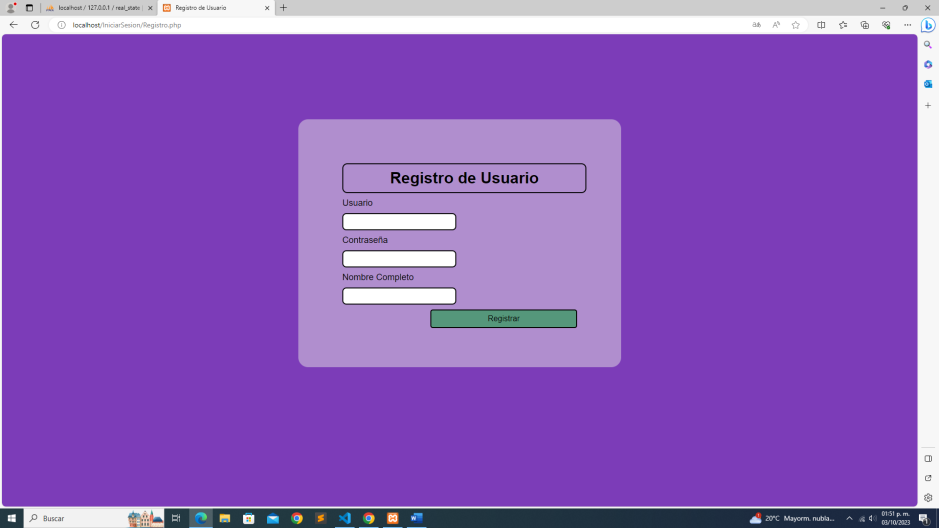 localhost / 127.0.0.1 / real_stats |
Registro de Usuario
localhost/IniciarSesion/Registro.php
Registro de Usuario
Usuario
Contraseña
Nombre Completo
Registrar
Buscar
20°C Mayorm. nubla...
01:51 p. m.
03/10/2023